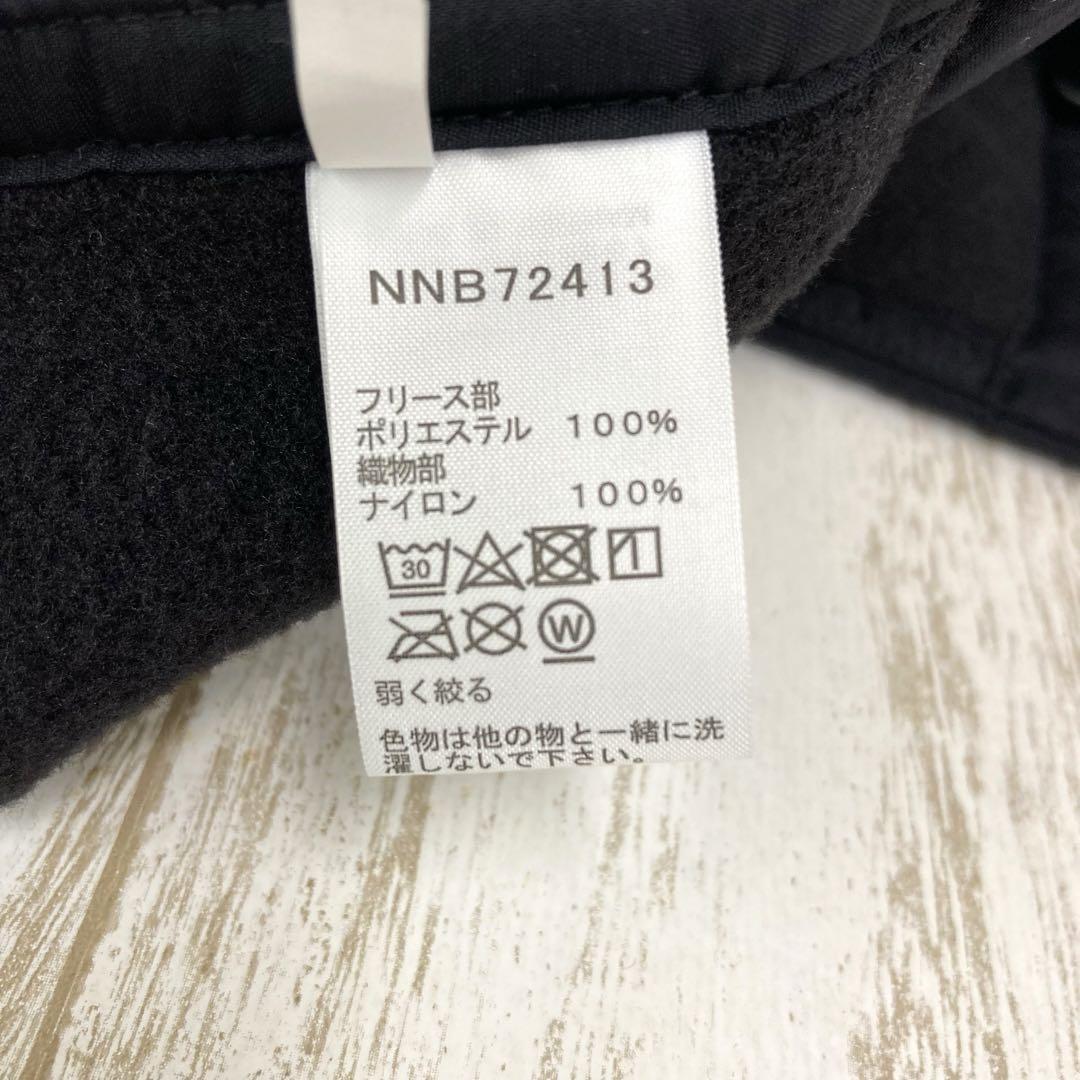 NNB72413
フリース部
ポリエステル 100%
織物部
ナイロン 100%
30
W
弱く絞る
色物は他の物と一緒に洗
濯しないで下さい。